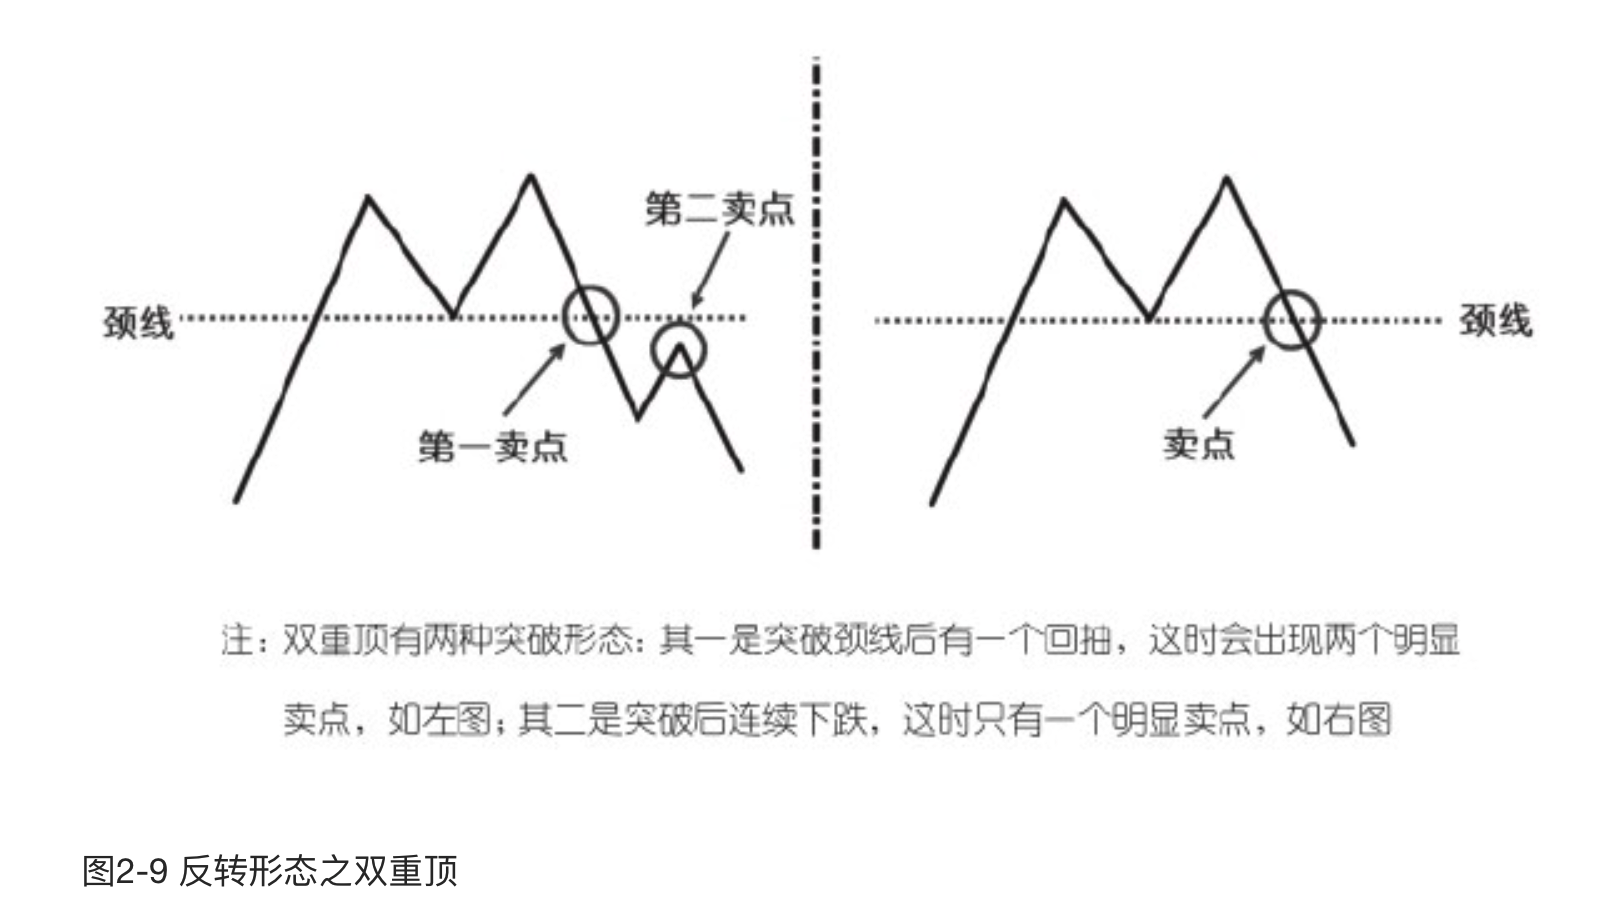 第二卖点
颈线
颈线
第一卖点
卖点
注：双重顶有两种突破形态：其一是突破颈线后有一个回抽，这时会出现两个明显
卖点，如左图；其二是突破后连续下跌，这时只有一个明显卖点，如右图
图2-9 反转形态之双重顶